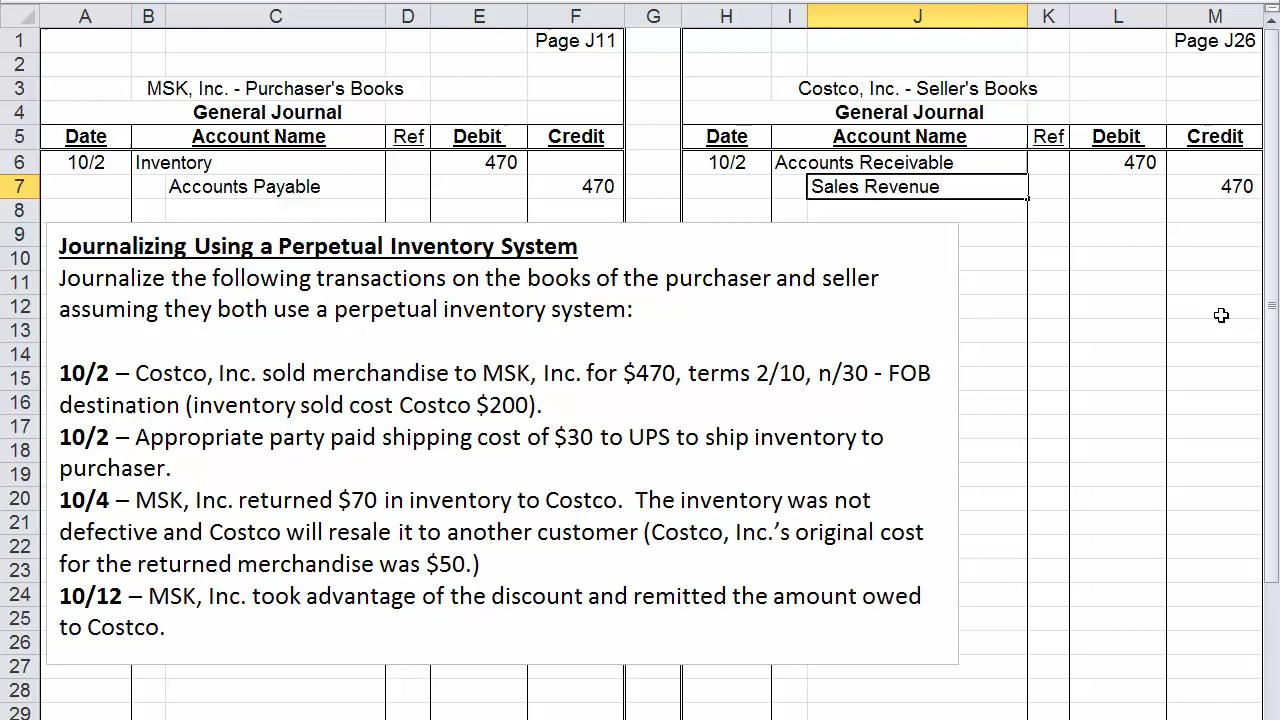 A B C D E F G H I J K L M
1 Page J11 Page J26
2
3 MSK, Inc. - Purchaser's Books Costco, Inc. - Seller's Books
4 General Journal General Journal
5 Date Account Name Ref Debit Credit Date Account Name Ref Debit Credit
6 10/2 Inventory 470 10/2 Accounts Receivable 470
7 Accounts Payable 470 Sales Revenue 470
8
9
10
11
12
13
14
15
16
17
18
19
20
21
22
23
24
25
26
27
28
29
Journalizing Using a Perpetual Inventory System
Journalize the following transactions on the books of the purchaser and seller
assuming they both use a perpetual inventory system:
10/2 – Costco, Inc. sold merchandise to MSK, Inc. for $470, terms 2/10, n/30 - FOB
destination (inventory sold cost Costco $200).
10/2 – Appropriate party paid shipping cost of $30 to UPS to ship inventory to
purchaser.
10/4 – MSK, Inc. returned $70 in inventory to Costco.  The inventory was not
defective and Costco will resale it to another customer (Costco, Inc.’s original cost
for the returned merchandise was $50.)
10/12 – MSK, Inc. took advantage of the discount and remitted the amount owed
to Costco.